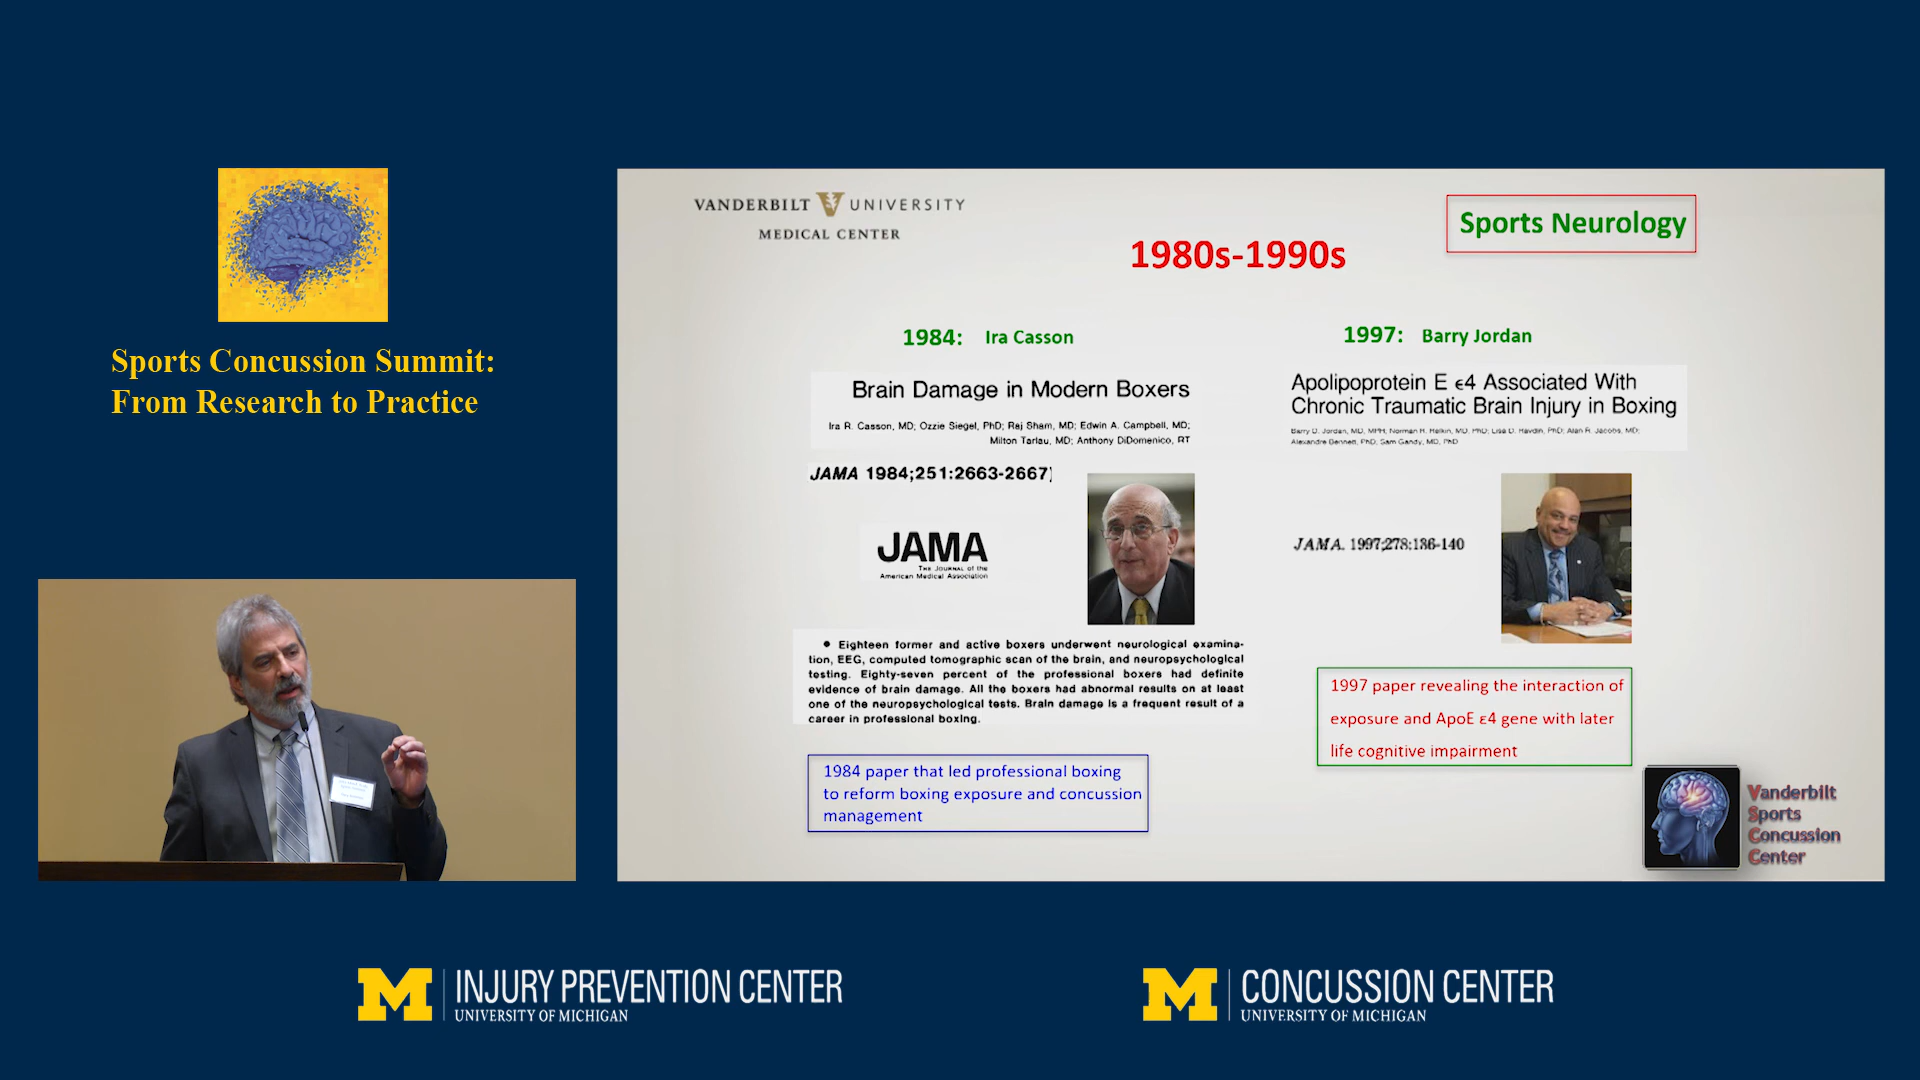 Sports Concussion Summit:
From Research to Practice
VANDERBILT V UNIVERSITY
MEDICAL CENTER
Sports Neurology
1980s-1990s
1984: Ira Casson
Brain Damage in Modern Boxers
Ira R. Casson, MD; Ozzie Siegel, PhD; Raj Sham, MD; Edwin A. Campbell, MD;
Milton Tarlau, MD; Anthony DiDomenico, RT
JAMA 1984;251:2663-2667)
JAMA
The Journal of the
American Medical Association
● Eighteen former and active boxers underwent neurological examina-
tion, EEG, computed tomographic scan of the brain, and neuropsychological
testing. Eighty-seven percent of the professional boxers had definite
evidence of brain damage. All the boxers had abnormal results on at least
one of the neuropsychological tests. Brain damage is a frequent result of a
career in professional boxing.
1984 paper that led professional boxing
to reform boxing exposure and concussion
management
1997: Barry Jordan
Apolipoprotein E ϵ4 Associated With
Chronic Traumatic Brain Injury in Boxing
Barry D. Jordan, MD, MPH; Norman R. Relkin, MD, PhD; Lisa D. Ravdin, PhD; Alan R. Jacobs, MD;
Alexandre Bennett, PhD; Sam Gandy, MD, PhD
JAMA. 1997;278:136-140
1997 paper revealing the interaction of
exposure and ApoE ε4 gene with later
life cognitive impairment
Vanderbilt
Sports
Concussion
Center
M INJURY PREVENTION CENTER
UNIVERSITY OF MICHIGAN
M CONCUSSION CENTER
UNIVERSITY OF MICHIGAN